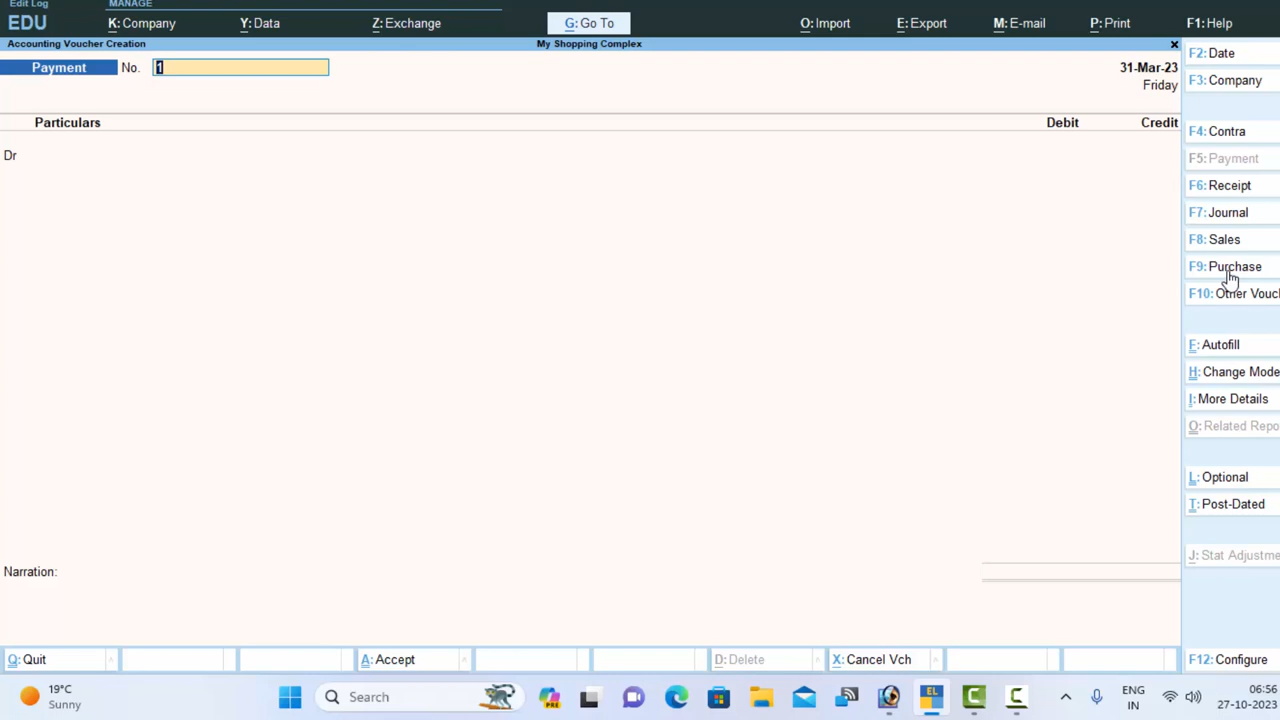 Edit Log
MANAGE
EDU
K: Company
Y: Data
Z: Exchange
G: Go To
O: Import
E: Export
M: E-mail
P: Print
F1: Help
Accounting Voucher Creation
My Shopping Complex
Payment No. 1
31-Mar-23
Friday
Particulars Debit Credit
Dr
Narration:
F2: Date
F3: Company
F4: Contra
F5: Payment
F6: Receipt
F7: Journal
F8: Sales
F9: Purchase
F10: Other Vouc
F: Autofill
H: Change Mode
I: More Details
O: Related Repo
L: Optional
T: Post-Dated
J: Stat Adjustme
Q: Quit
A: Accept
D: Delete
X: Cancel Vch
F12: Configure
19°C
Sunny
Search
PRE
EL
ENG
IN
06:56
27-10-2023